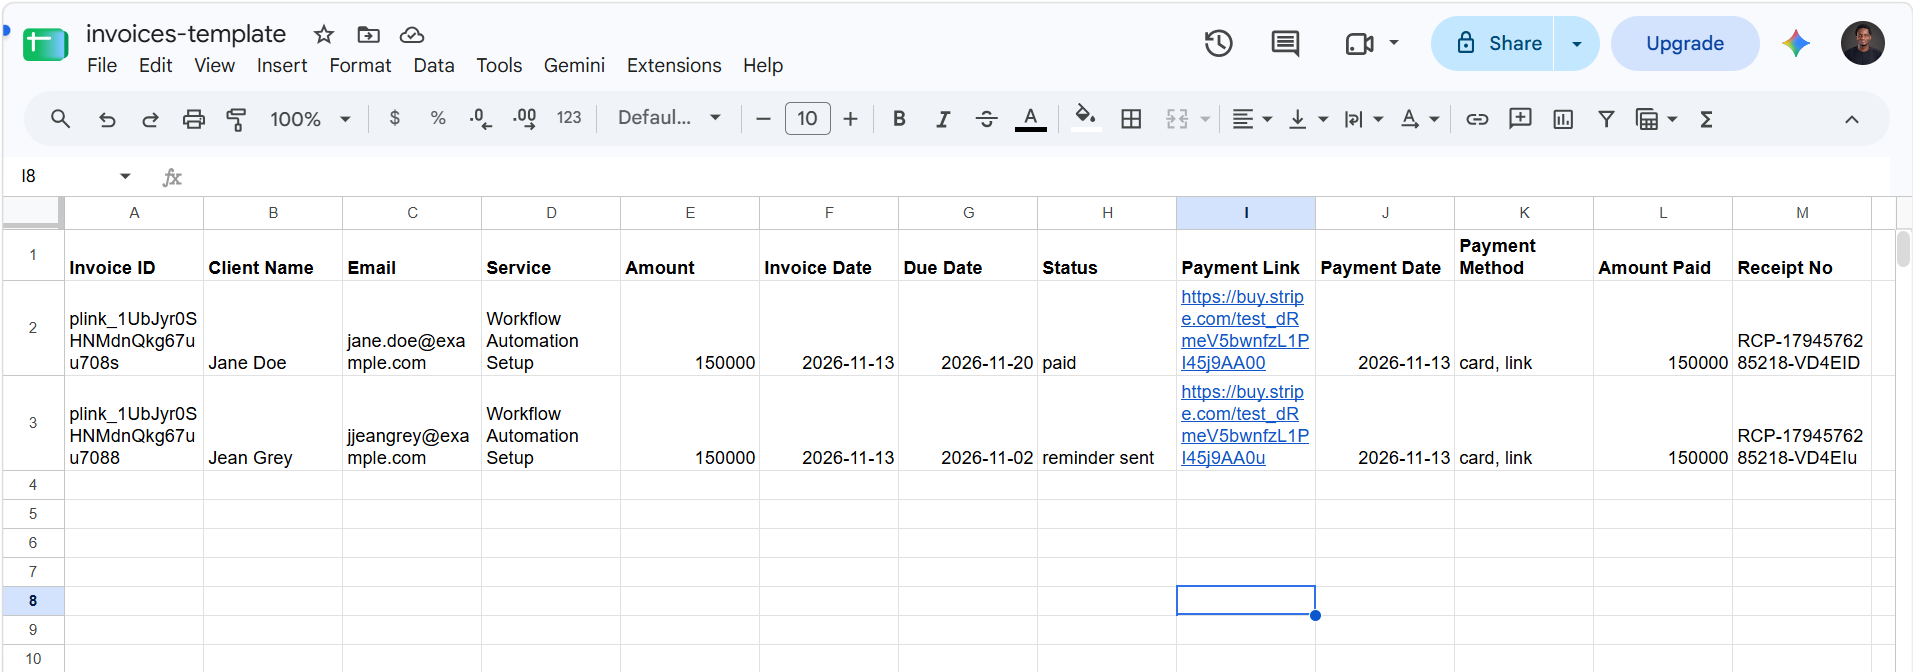 invoices-template
File Edit View Insert Format Data Tools Gemini Extensions Help
Share
Upgrade
100% $ % .0 .00 123 Defaul... 10 B I A
I8
fx
A B C D E F G H I J K L M
1 Invoice ID Client Name Email Service Amount Invoice Date Due Date Status Payment Link Payment Date Payment Method Amount Paid Receipt No
2 plink_1UbJyr0SHNMdnQkg67uu708s Jane Doe jane.doe@example.com Workflow Automation Setup 150000 2026-11-13 2026-11-20 paid https://buy.stripe.com/test_dRmeV5bwnfzL1PI45j9AA00 2026-11-13 card, link 150000 RCP-1794576285218-VD4EID
3 plink_1UbJyr0SHNMdnQkg67uu7088 Jean Grey jjeangrey@example.com Workflow Automation Setup 150000 2026-11-13 2026-11-02 reminder sent https://buy.stripe.com/test_dRmeV5bwnfzL1PI45j9AA0u 2026-11-13 card, link 150000 RCP-1794576285218-VD4EIu
4
5
6
7
8
9
10